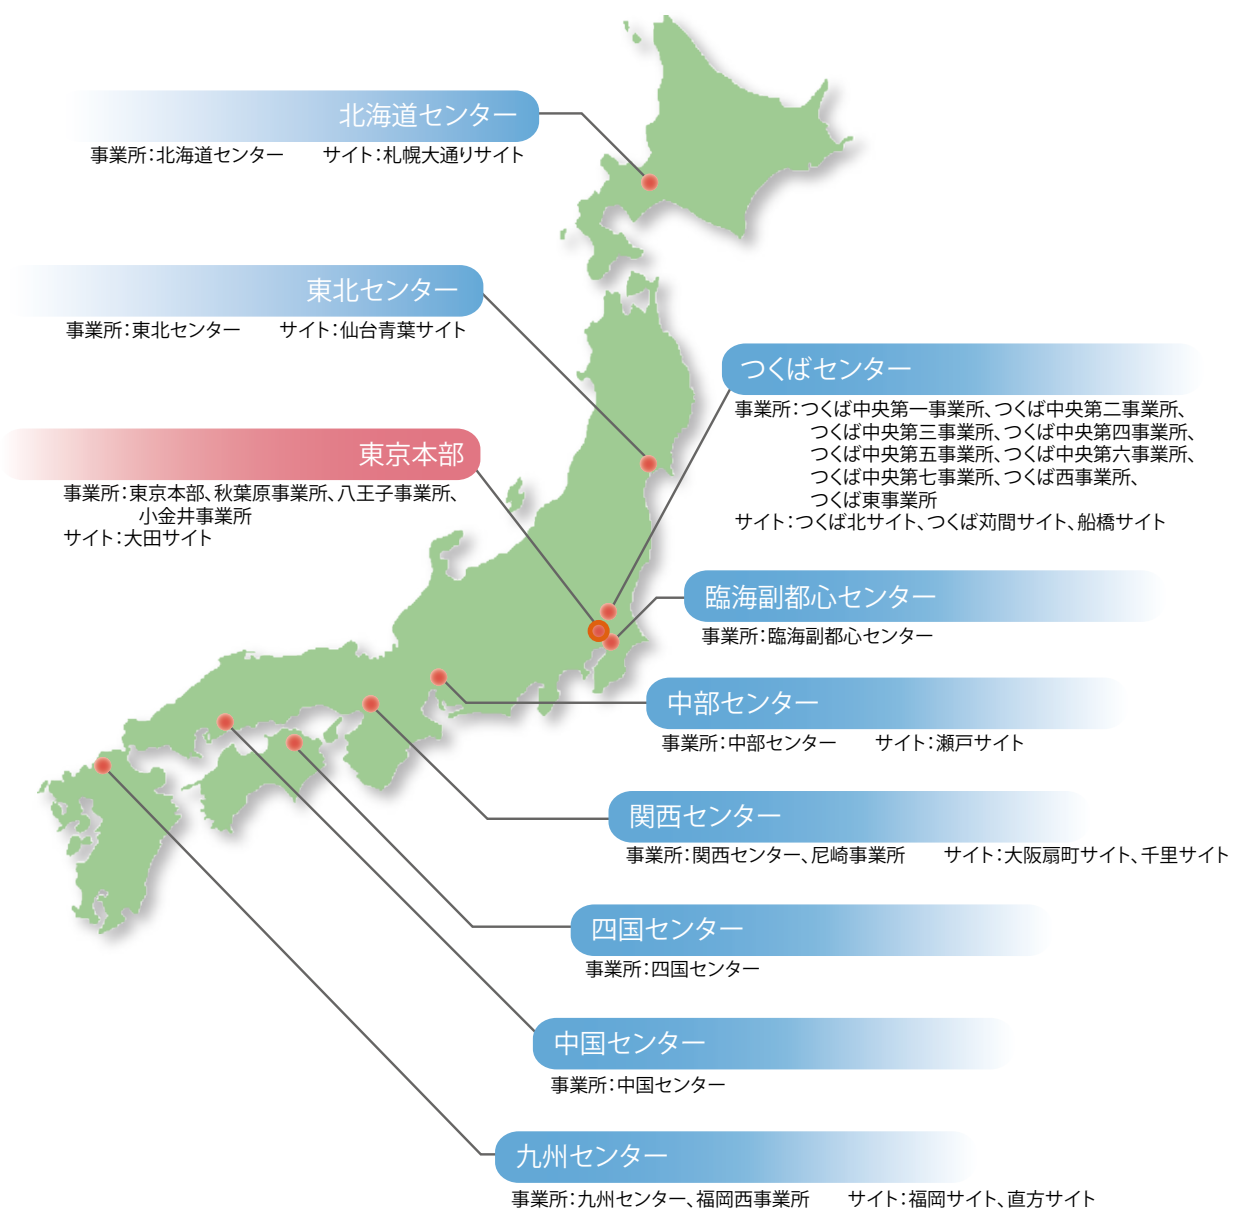 北海道センター
事業所：北海道センター　　サイト：札幌大通りサイト
東北センター
事業所：東北センター　　サイト：仙台青葉サイト
東京本部
事業所：東京本部、秋葉原事業所、八王子事業所、
小金井事業所
サイト：大田サイト
つくばセンター
事業所：つくば中央第一事業所、つくば中央第二事業所、
つくば中央第三事業所、つくば中央第四事業所、
つくば中央第五事業所、つくば中央第六事業所、
つくば中央第七事業所、つくば西事業所、
つくば東事業所
サイト：つくば北サイト、つくば苅間サイト、船橋サイト
臨海副都心センター
事業所：臨海副都心センター
中部センター
事業所：中部センター　　サイト：瀬戸サイト
関西センター
事業所：関西センター、尼崎事業所　　サイト：大阪扇町サイト、千里サイト
四国センター
事業所：四国センター
中国センター
事業所：中国センター
九州センター
事業所：九州センター、福岡西事業所　　サイト：福岡サイト、直方サイト